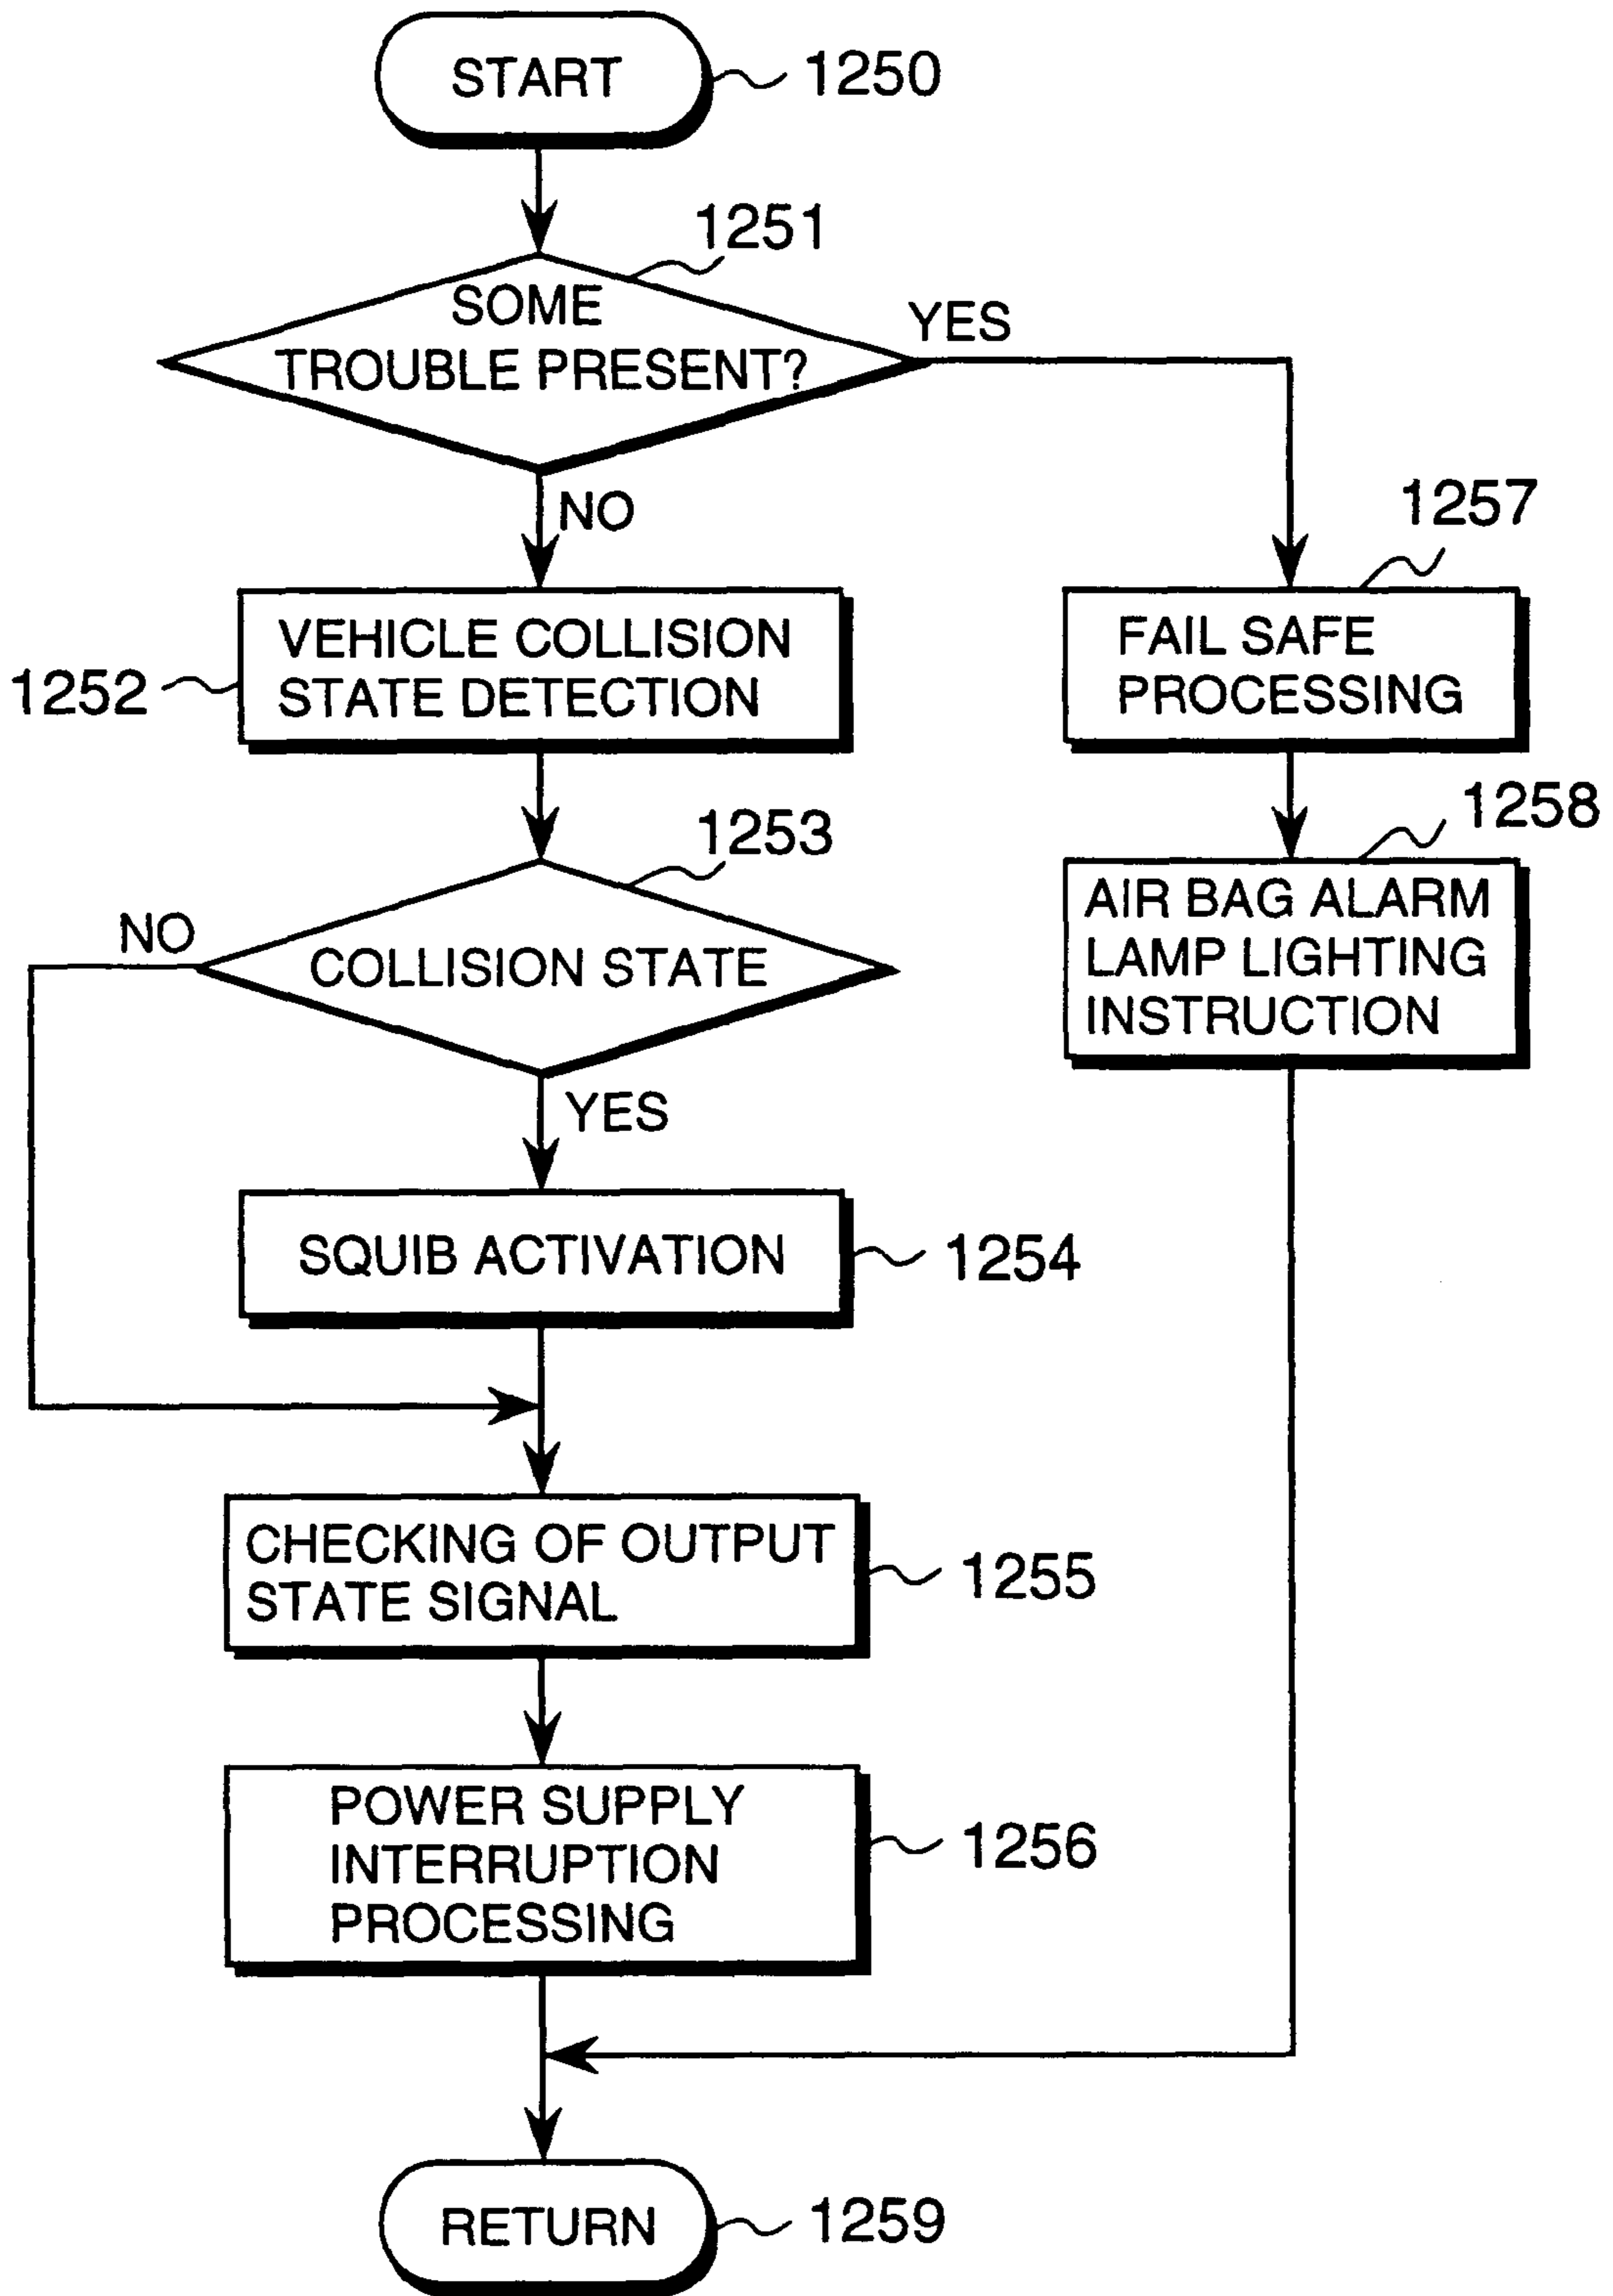 START
1250
1251
SOME
TROUBLE PRESENT?
YES
NO
1257
VEHICLE COLLISION
STATE DETECTION
1252
FAIL SAFE
PROCESSING
1253
1258
NO
COLLISION STATE
AIR BAG ALARM
LAMP LIGHTING
INSTRUCTION
YES
SQUIB ACTIVATION
1254
CHECKING OF OUTPUT
STATE SIGNAL
1255
POWER SUPPLY
INTERRUPTION
PROCESSING
1256
RETURN
1259